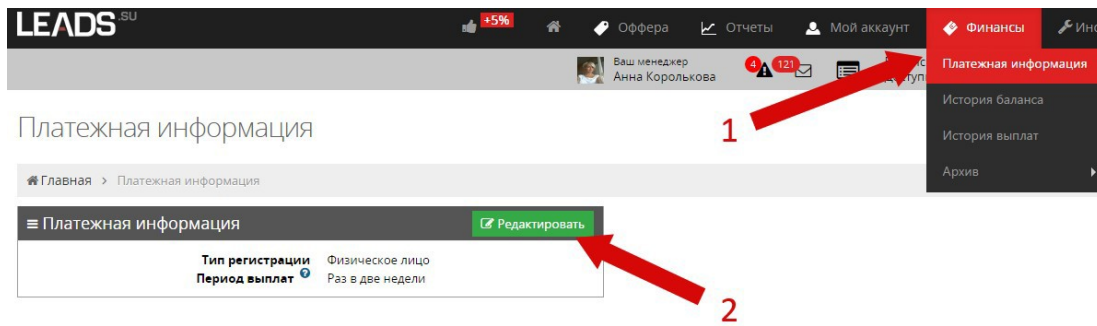 LEADS.SU
+5%
Оффера
Отчеты
Мой аккаунт
Финансы
Ваш менеджер
Анна Королькова
4
121
Платежная информация
История баланса
История выплат
Архив
1
Платежная информация
Главная > Платежная информация
Платежная информация
Редактировать
Тип регистрации Физическое лицо
Период выплат ? Раз в две недели
2